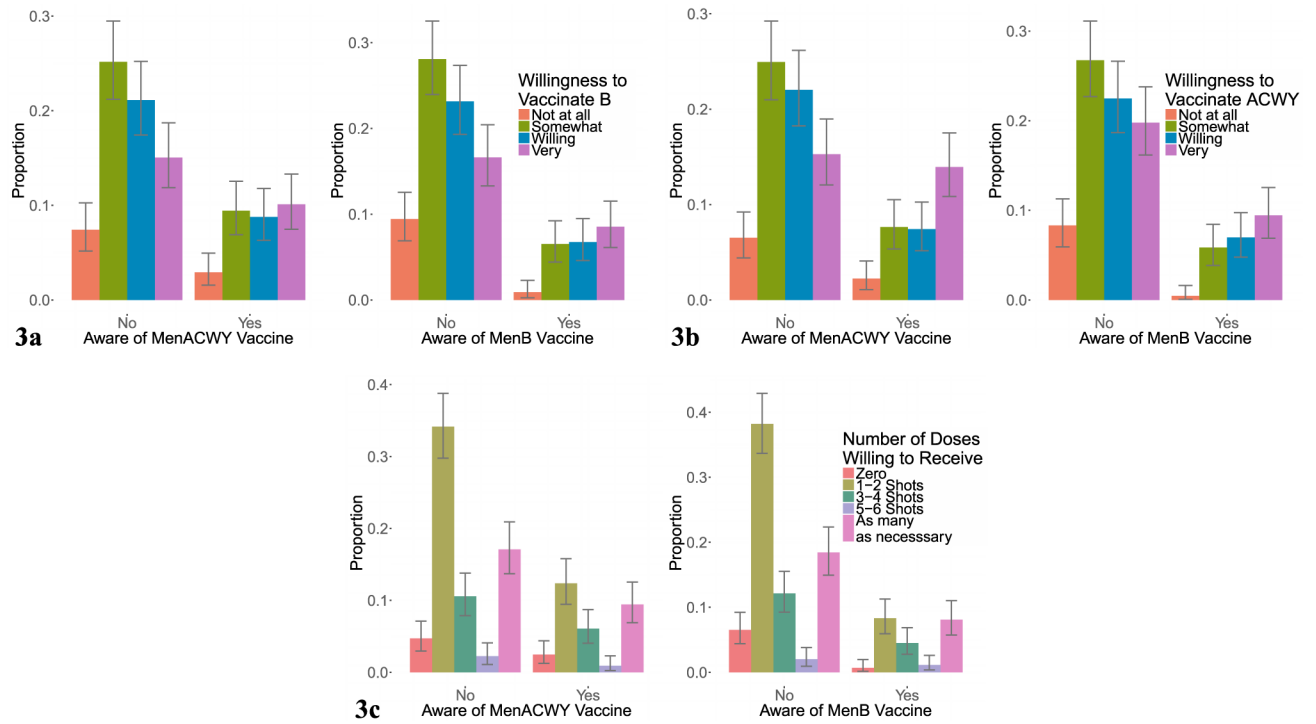 0.3
0.2
0.1
0.0
Proportion
No
Yes
Aware of MenACWY Vaccine
3a
0.3
0.2
0.1
0.0
Proportion
No
Yes
Aware of MenB Vaccine
Willingness to
Vaccinate B
Not at all
Somewhat
Willing
Very
0.3
0.2
0.1
0.0
Proportion
No
Yes
Aware of MenACWY Vaccine
3b
0.3
0.2
0.1
0.0
Proportion
No
Yes
Aware of MenB Vaccine
Willingness to
Vaccinate ACWY
Not at all
Somewhat
Willing
Very
0.4
0.3
0.2
0.1
0.0
Proportion
No
Yes
Aware of MenACWY Vaccine
3c
0.4
0.3
0.2
0.1
0.0
Proportion
No
Yes
Aware of MenB Vaccine
Number of Doses
Willing to Receive
Zero
1-2 Shots
3-4 Shots
5-6 Shots
As many
as necesssary